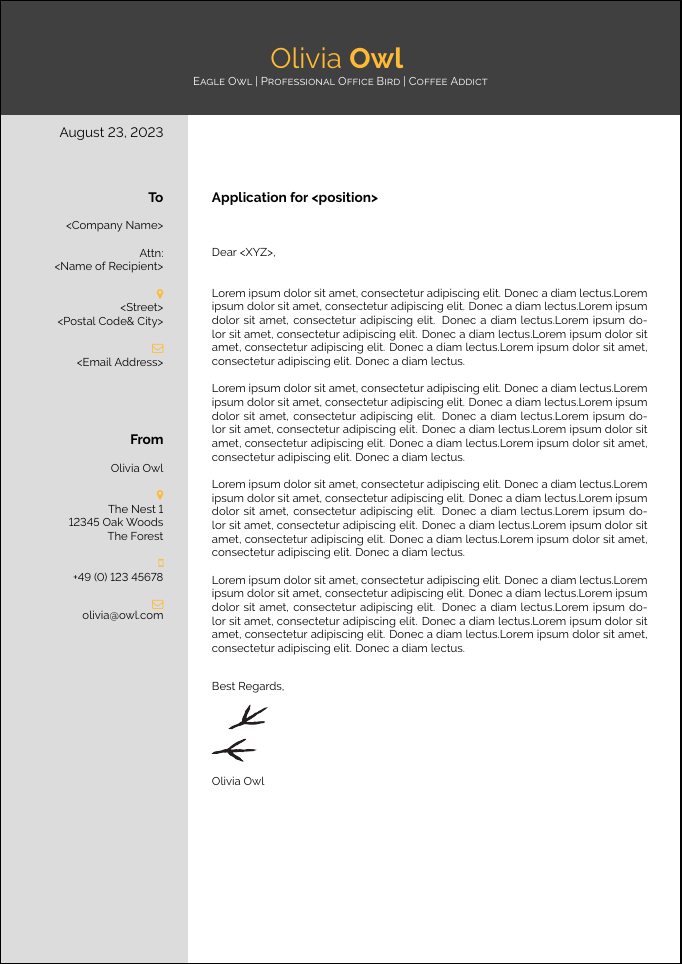 Olivia Owl
Eagle Owl | Professional Office Bird | Coffee Addict
August 23, 2023
To
<Company Name>
Attn:
<Name of Recipient>
<Street>
<Postal Code& City>
<Email Address>
From
Olivia Owl
The Nest 1
12345 Oak Woods
The Forest
+49 (0) 123 45678
olivia@owl.com
Application for <position>
Dear <XYZ>,
Lorem ipsum dolor sit amet, consectetur adipiscing elit. Donec a diam lectus.Lorem
ipsum dolor sit amet, consectetur adipiscing elit. Donec a diam lectus.Lorem ipsum
dolor sit amet, consectetur adipiscing elit. Donec a diam lectus.Lorem ipsum do-
lor sit amet, consectetur adipiscing elit. Donec a diam lectus.Lorem ipsum dolor sit
amet, consectetur adipiscing elit. Donec a diam lectus.Lorem ipsum dolor sit amet,
consectetur adipiscing elit. Donec a diam lectus.
Lorem ipsum dolor sit amet, consectetur adipiscing elit. Donec a diam lectus.Lorem
ipsum dolor sit amet, consectetur adipiscing elit. Donec a diam lectus.Lorem ipsum
dolor sit amet, consectetur adipiscing elit. Donec a diam lectus.Lorem ipsum do-
lor sit amet, consectetur adipiscing elit. Donec a diam lectus.Lorem ipsum dolor sit
amet, consectetur adipiscing elit. Donec a diam lectus.Lorem ipsum dolor sit amet,
consectetur adipiscing elit. Donec a diam lectus.
Lorem ipsum dolor sit amet, consectetur adipiscing elit. Donec a diam lectus.Lorem
ipsum dolor sit amet, consectetur adipiscing elit. Donec a diam lectus.Lorem ipsum
dolor sit amet, consectetur adipiscing elit. Donec a diam lectus.Lorem ipsum do-
lor sit amet, consectetur adipiscing elit. Donec a diam lectus.Lorem ipsum dolor sit
amet, consectetur adipiscing elit. Donec a diam lectus.Lorem ipsum dolor sit amet,
consectetur adipiscing elit. Donec a diam lectus.
Lorem ipsum dolor sit amet, consectetur adipiscing elit. Donec a diam lectus.Lorem
ipsum dolor sit amet, consectetur adipiscing elit. Donec a diam lectus.Lorem ipsum
dolor sit amet, consectetur adipiscing elit. Donec a diam lectus.Lorem ipsum do-
lor sit amet, consectetur adipiscing elit. Donec a diam lectus.Lorem ipsum dolor sit
amet, consectetur adipiscing elit. Donec a diam lectus.Lorem ipsum dolor sit amet,
consectetur adipiscing elit. Donec a diam lectus.
Best Regards,
Olivia Owl